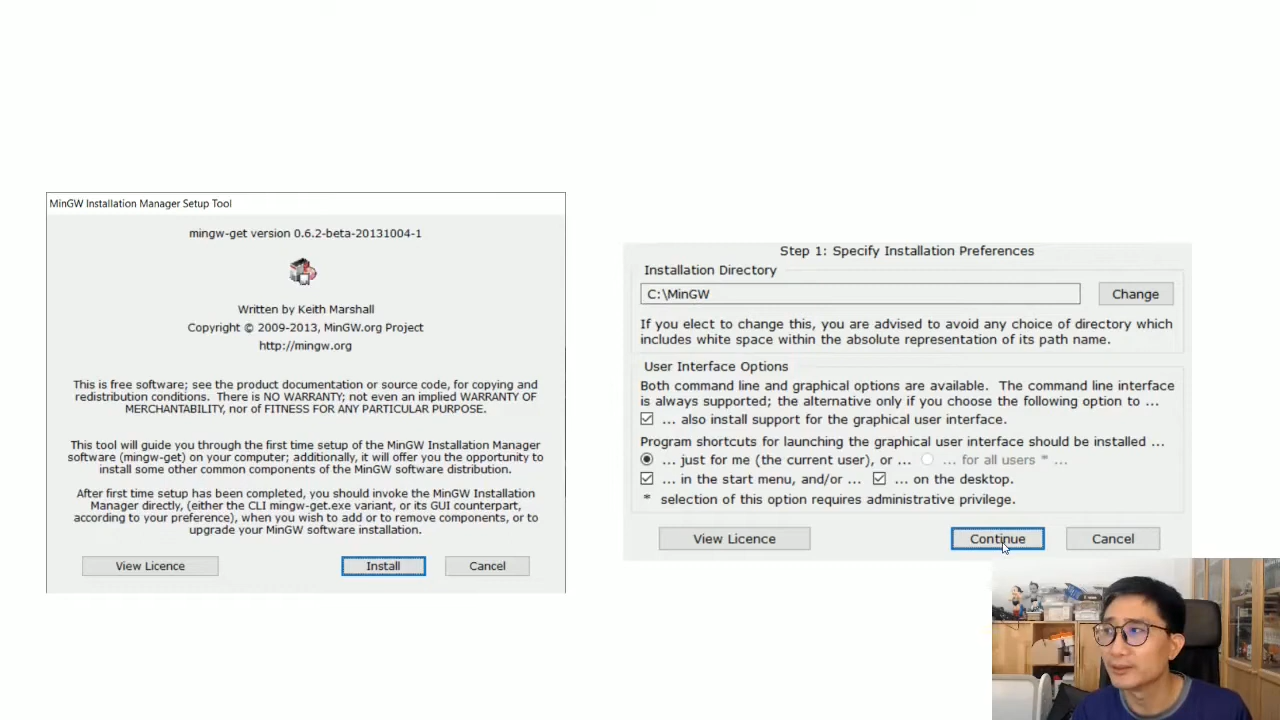 MinGW Installation Manager Setup Tool
mingw-get version 0.6.2-beta-20131004-1
Written by Keith Marshall
Copyright © 2009-2013, MinGW.org Project
http://mingw.org
This is free software; see the product documentation or source code, for copying and
redistribution conditions. There is NO WARRANTY; not even an implied WARRANTY OF
MERCHANTABILITY, nor of FITNESS FOR ANY PARTICULAR PURPOSE.
This tool will guide you through the first time setup of the MinGW Installation Manager
software (mingw-get) on your computer; additionally, it will offer you the opportunity to
install some other common components of the MinGW software distribution.
After first time setup has been completed, you should invoke the MinGW Installation
Manager directly, (either the CLI mingw-get.exe variant, or its GUI counterpart,
according to your preference), when you wish to add or to remove components, or to
upgrade your MinGW software installation.
View Licence Install Cancel
Step 1: Specify Installation Preferences
Installation Directory
C:\MinGW Change
If you elect to change this, you are advised to avoid any choice of directory which
includes white space within the absolute representation of its path name.
User Interface Options
Both command line and graphical options are available. The command line interface
is always supported; the alternative only if you choose the following option to ...
... also install support for the graphical user interface.
Program shortcuts for launching the graphical user interface should be installed ...
... just for me (the current user), or ... ... for all users * ...
... in the start menu, and/or ... ... on the desktop.
* selection of this option requires administrative privilege.
View Licence Continue Cancel